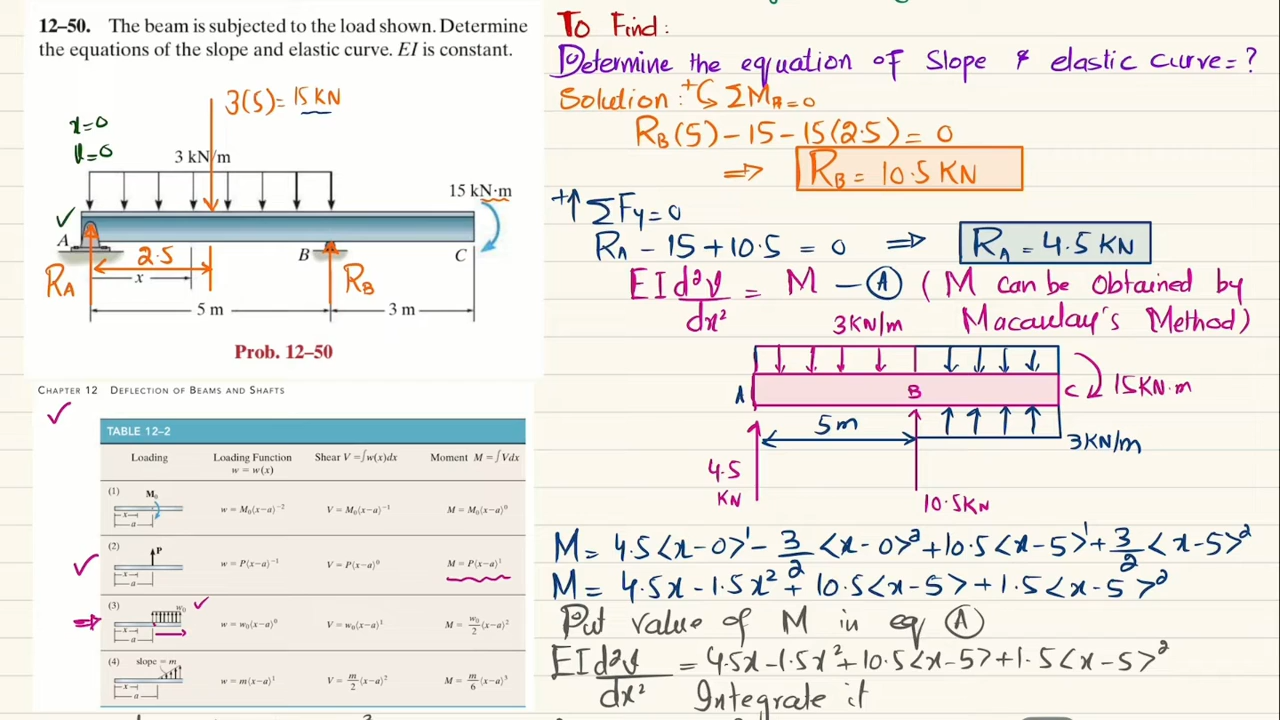 12–50. The beam is subjected to the load shown. Determine
the equations of the slope and elastic curve. EI is constant.
3(5)= 15 KN
x=0
v=0
3 kN/m
15 kN·m
A
2.5
B
C
x
RA
RB
5 m
3 m
Prob. 12–50
CHAPTER 12 DEFLECTION OF BEAMS AND SHAFTS
TABLE 12–2
Loading
Loading Function
w = w(x)
Shear V = ∫w(x)dx
Moment M = ∫Vdx
(1)
M₀
x
a
w = M₀⟨x−a⟩⁻²
V = M₀⟨x−a⟩⁻¹
M = M₀⟨x−a⟩⁰
(2)
P
x
a
w = P⟨x−a⟩⁻¹
V = P⟨x−a⟩⁰
M = P⟨x−a⟩¹
(3)
w₀
x
a
w = w₀⟨x−a⟩⁰
V = w₀⟨x−a⟩¹
M = w₀/2⟨x−a⟩²
(4)
slope = m
x
a
w = m⟨x−a⟩¹
V = m/2⟨x−a⟩²
M = m/6⟨x−a⟩³
To Find:
Determine the equation of Slope & elastic curve=?
Solution: +↺ ΣMA=0
RB(5)−15−15(2.5)=0
⇒ RB = 10.5 KN
+↑ ΣFy=0
RA − 15 + 10.5 = 0 ⇒ RA = 4.5 KN
EI d²v/dx² = M — Ⓐ (M can be obtained by
Macaulay's Method)
3KN/m
A
B
C
15KN·m
5m
3KN/m
4.5
KN
10.5KN
M = 4.5<x−0>¹ − 3/2 <x−0>² + 10.5<x−5>¹ + 3/2 <x−5>²
M = 4.5x − 1.5x² + 10.5<x−5> + 1.5<x−5>²
Put value of M in eq Ⓐ
EI d²v/dx² = 4.5x − 1.5x² + 10.5<x−5> + 1.5<x−5>²
Integrate it